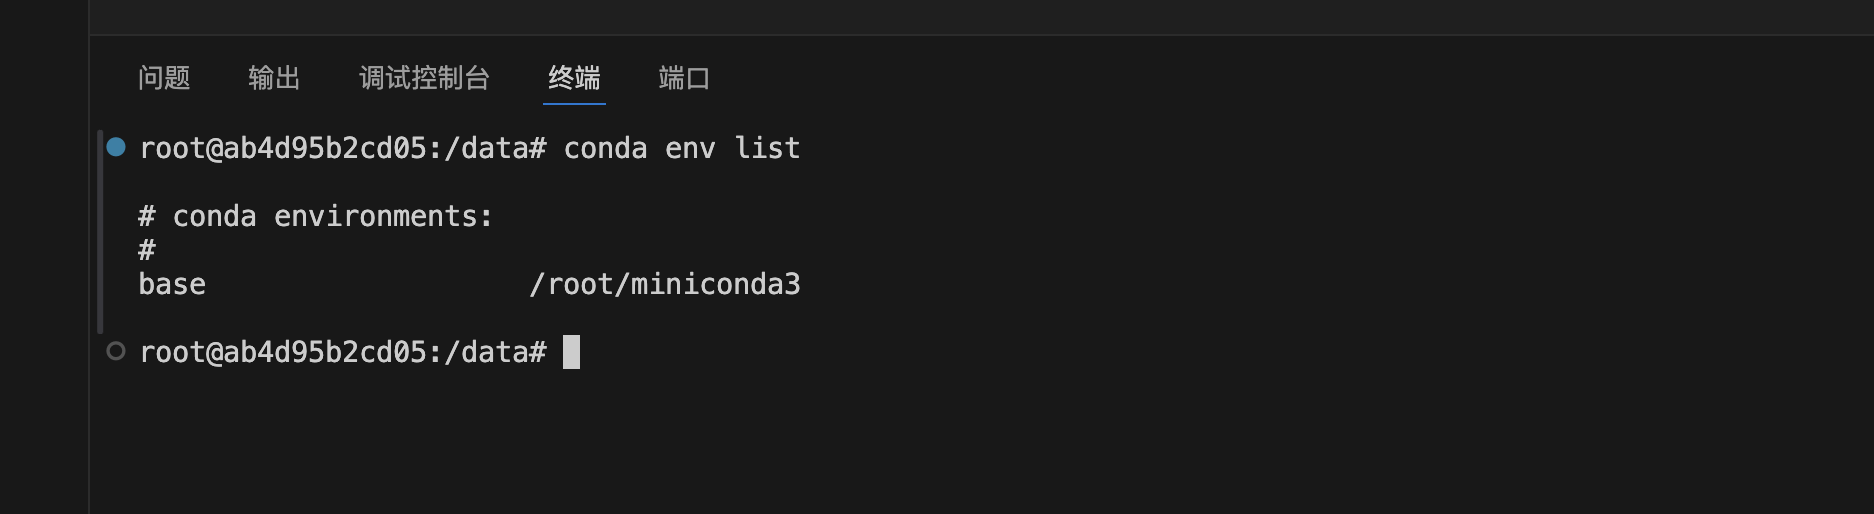 问题 输出 调试控制台 终端 端口
root@ab4d95b2cd05:/data# conda env list
# conda environments:
#
base                   /root/miniconda3
root@ab4d95b2cd05:/data#